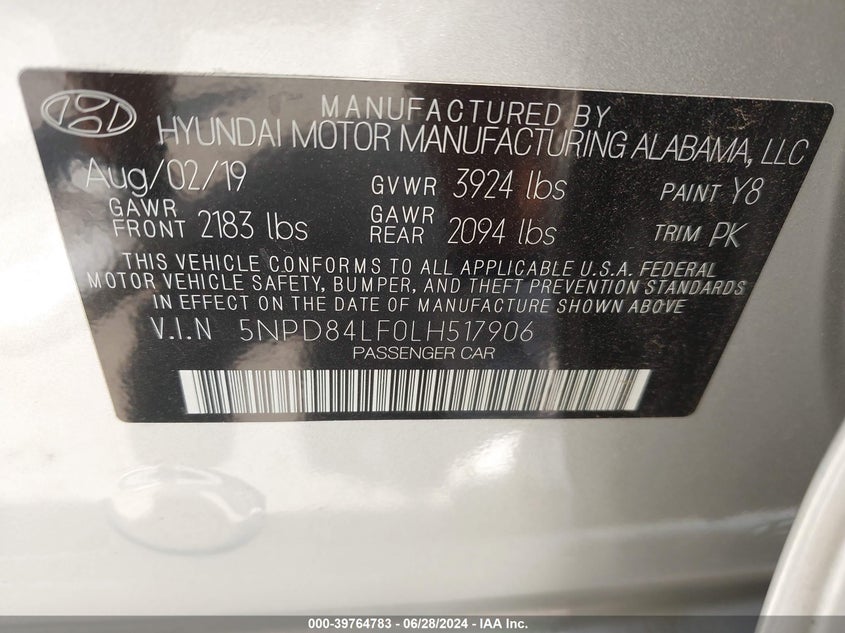 MANUFACTURED BY
HYUNDAI MOTOR MANUFACTURING ALABAMA, LLC
Aug/02/19 GVWR 3924 lbs PAINT Y8
GAWR FRONT 2183 lbs GAWR REAR 2094 lbs TRIM PK
THIS VEHICLE CONFORMS TO ALL APPLICABLE U.S.A. FEDERAL
MOTOR VEHICLE SAFETY, BUMPER, AND THEFT PREVENTION STANDARDS
IN EFFECT ON THE DATE OF MANUFACTURE SHOWN ABOVE
V.I.N 5NPD84LF0LH517906
PASSENGER CAR
000-39764783 - 06/28/2024 - IAA Inc.